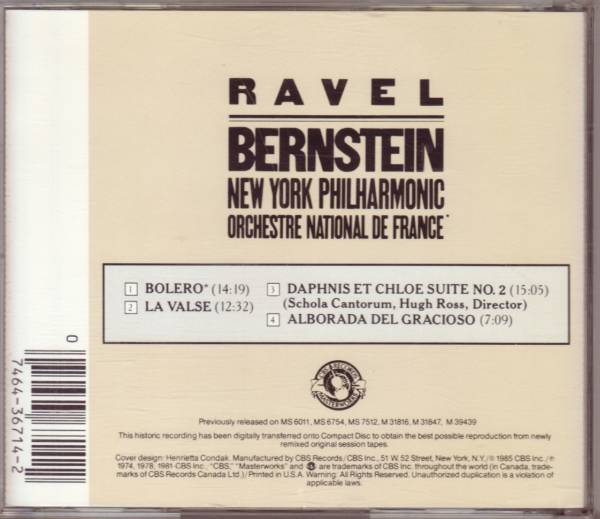 RAVEL
BERNSTEIN
NEW YORK PHILHARMONIC
ORCHESTRE NATIONAL DE FRANCE*
1 BOLERO* (14:19)
2 LA VALSE (12:32)
3 DAPHNIS ET CHLOE SUITE NO. 2 (15:05)
(Schola Cantorum, Hugh Ross, Director)
4 ALBORADA DEL GRACIOSO (7:09)
0
7464-36714-2
CBS RECORDS
MASTERWORKS
Previously released on MS 6011, MS 6754, MS 7512, M 31816, M 31847, M 39439
This historic recording has been digitally transferred onto Compact Disc to obtain the best possible reproduction from newly
remixed original session tapes.
Cover design: Henrietta Condak. Manufactured by CBS Records/CBS Inc., 51 W. 52 Street, New York, N.Y./℗ 1985 CBS Inc./℗
1974, 1978, 1981 CBS Inc., "CBS," "Masterworks" and are trademarks of CBS Inc. throughout the world (in Canada, trade-
marks of CBS Records Canada Ltd.)/Printed in U.S.A. Warning: All Rights Reserved. Unauthorized duplication is a violation of
applicable laws.